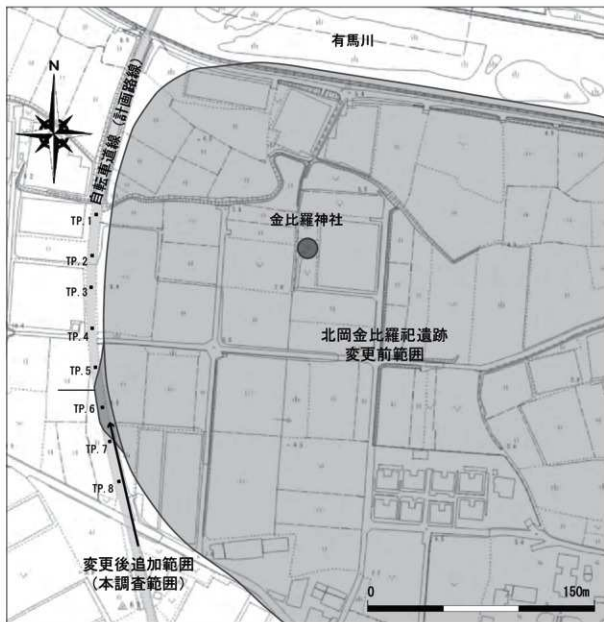 有馬川
N
自転車道線（計画路線）
TP.1
金比羅神社
TP.2
TP.3
TP.4
北岡金比羅祀遺跡
変更前範囲
TP.5
TP.6
TP.7
TP.8
変更後追加範囲
（本調査範囲）
0
150m